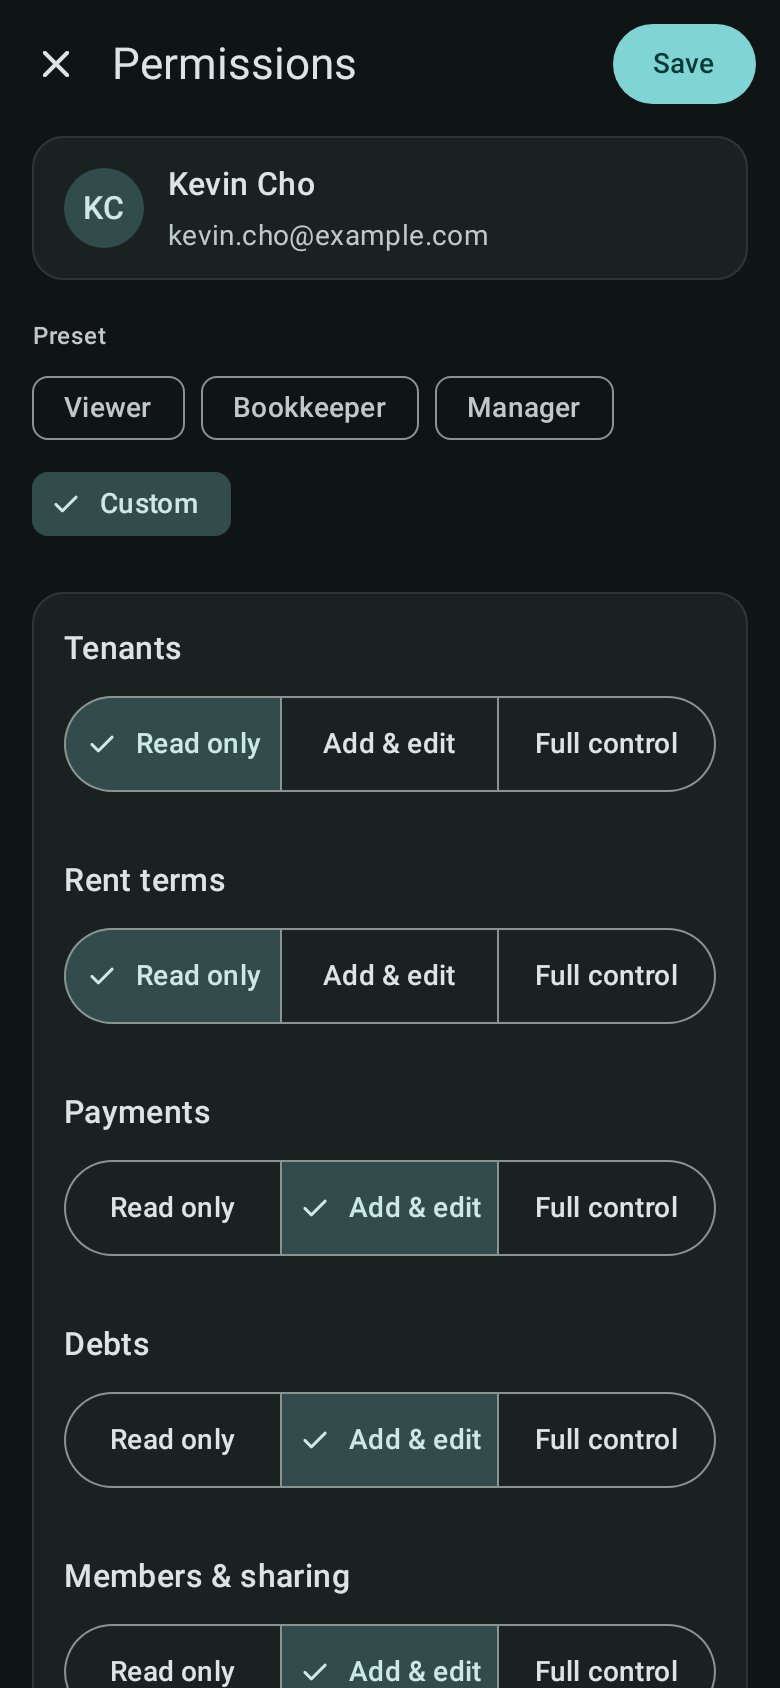 Permissions
Save
KC
Kevin Cho
kevin.cho@example.com
Preset
Viewer
Bookkeeper
Manager
Custom
Tenants
Read only
Add & edit
Full control
Rent terms
Read only
Add & edit
Full control
Payments
Read only
Add & edit
Full control
Debts
Read only
Add & edit
Full control
Members & sharing
Read only
Add & edit
Full control